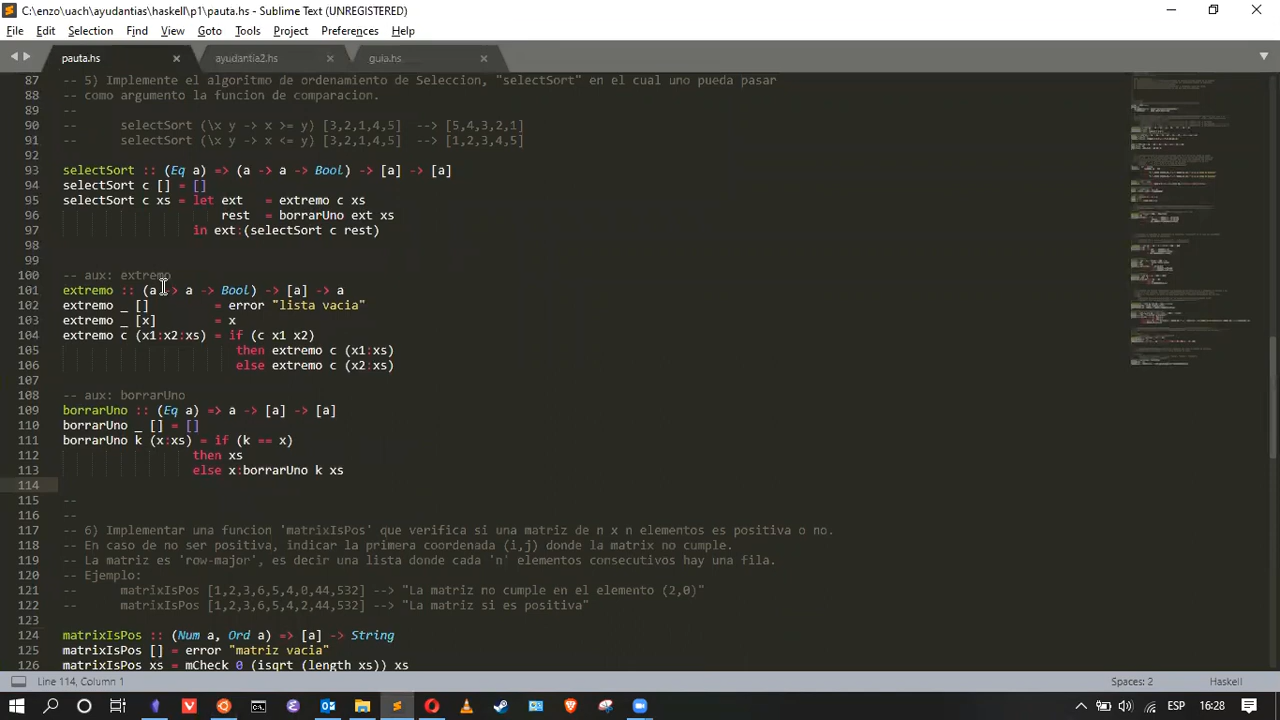 C:\enzo\uach\ayudantias\haskell\p1\pauta.hs - Sublime Text (UNREGISTERED)
File Edit Selection Find View Goto Tools Project Preferences Help
pauta.hs ayudantia2.hs guia.hs
87 -- 5) Implemente el algoritmo de ordenamiento de Seleccion, "selectSort" en el cual uno pueda pasar
88 -- como argumento la funcion de comparacion.
89 --
90 -- selectSort (\x y -> x >= y) [3,2,1,4,5] --> [5,4,3,2,1]
91 -- selectSort (\x y -> x <= y) [3,2,1,4,5] --> [1,2,3,4,5]
92
93 selectSort :: (Eq a) => (a -> a -> Bool) -> [a] -> [a]
94 selectSort c [] = []
95 selectSort c xs = let ext = extremo c xs
96 rest = borrarUno ext xs
97 in ext:(selectSort c rest)
98
99
100 -- aux: extremo
101 extremo :: (a -> a -> Bool) -> [a] -> a
102 extremo _ [] = error "lista vacia"
103 extremo _ [x] = x
104 extremo c (x1:x2:xs) = if (c x1 x2)
105 then extremo c (x1:xs)
106 else extremo c (x2:xs)
107
108 -- aux: borrarUno
109 borrarUno :: (Eq a) => a -> [a] -> [a]
110 borrarUno _ [] = []
111 borrarUno k (x:xs) = if (k == x)
112 then xs
113 else x:borrarUno k xs
114
115 --
116 --
117 -- 6) Implementar una funcion 'matrixIsPos' que verifica si una matriz de n x n elementos es positiva o no.
118 -- En caso de no ser positiva, indicar la primera coordenada (i,j) donde la matrix no cumple.
119 -- La matriz es 'row-major', es decir una lista donde cada 'n' elementos consecutivos hay una fila.
120 -- Ejemplo:
121 -- matrixIsPos [1,2,3,6,5,4,0,44,532] --> "La matriz no cumple en el elemento (2,0)"
122 -- matrixIsPos [1,2,3,6,5,4,2,44,532] --> "La matriz si es positiva"
123
124 matrixIsPos :: (Num a, Ord a) => [a] -> String
125 matrixIsPos [] = error "matriz vacia"
126 matrixIsPos xs = mCheck 0 (isqrt (length xs)) xs
Line 114, Column 1 Spaces: 2 Haskell
ESP 16:28